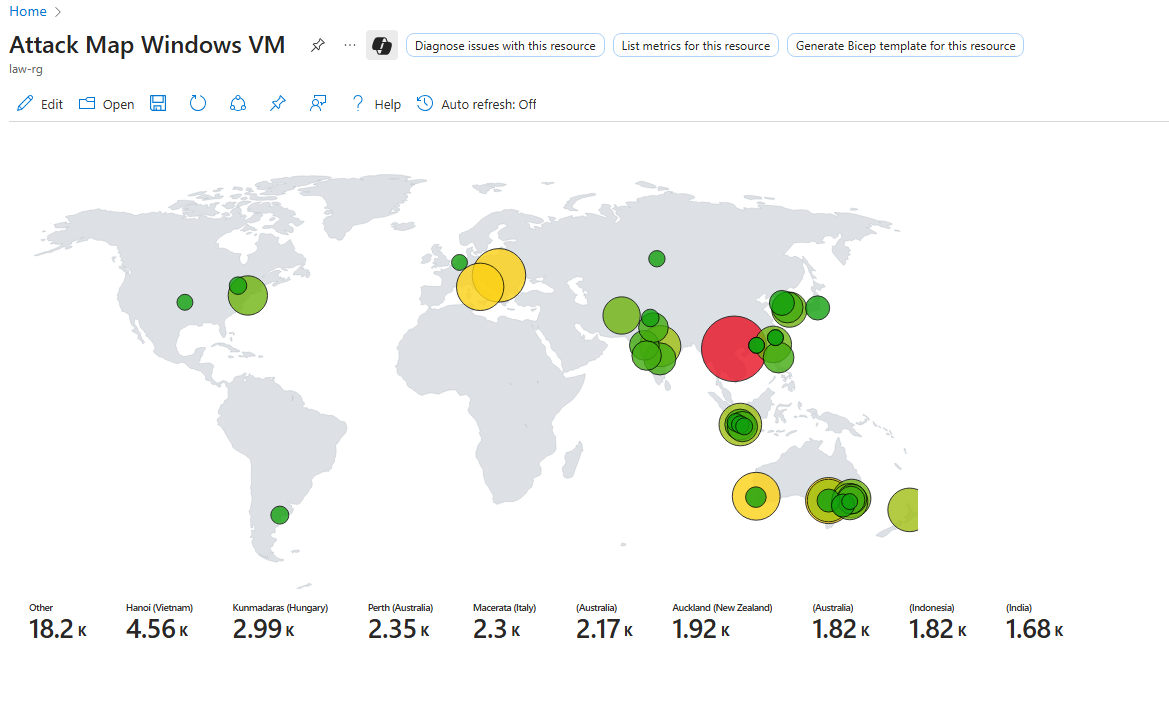 Home
Attack Map Windows VM
Diagnose issues with this resource
List metrics for this resource
Generate Bicep template for this resource
law-rg
Edit
Open
Help
Auto refresh: Off
Other
18.2 K
Hanoi (Vietnam)
4.56 K
Kunmadaras (Hungary)
2.99 K
Perth (Australia)
2.35 K
Macerata (Italy)
2.3 K
(Australia)
2.17 K
Auckland (New Zealand)
1.92 K
(Australia)
1.82 K
(Indonesia)
1.82 K
(India)
1.68 K